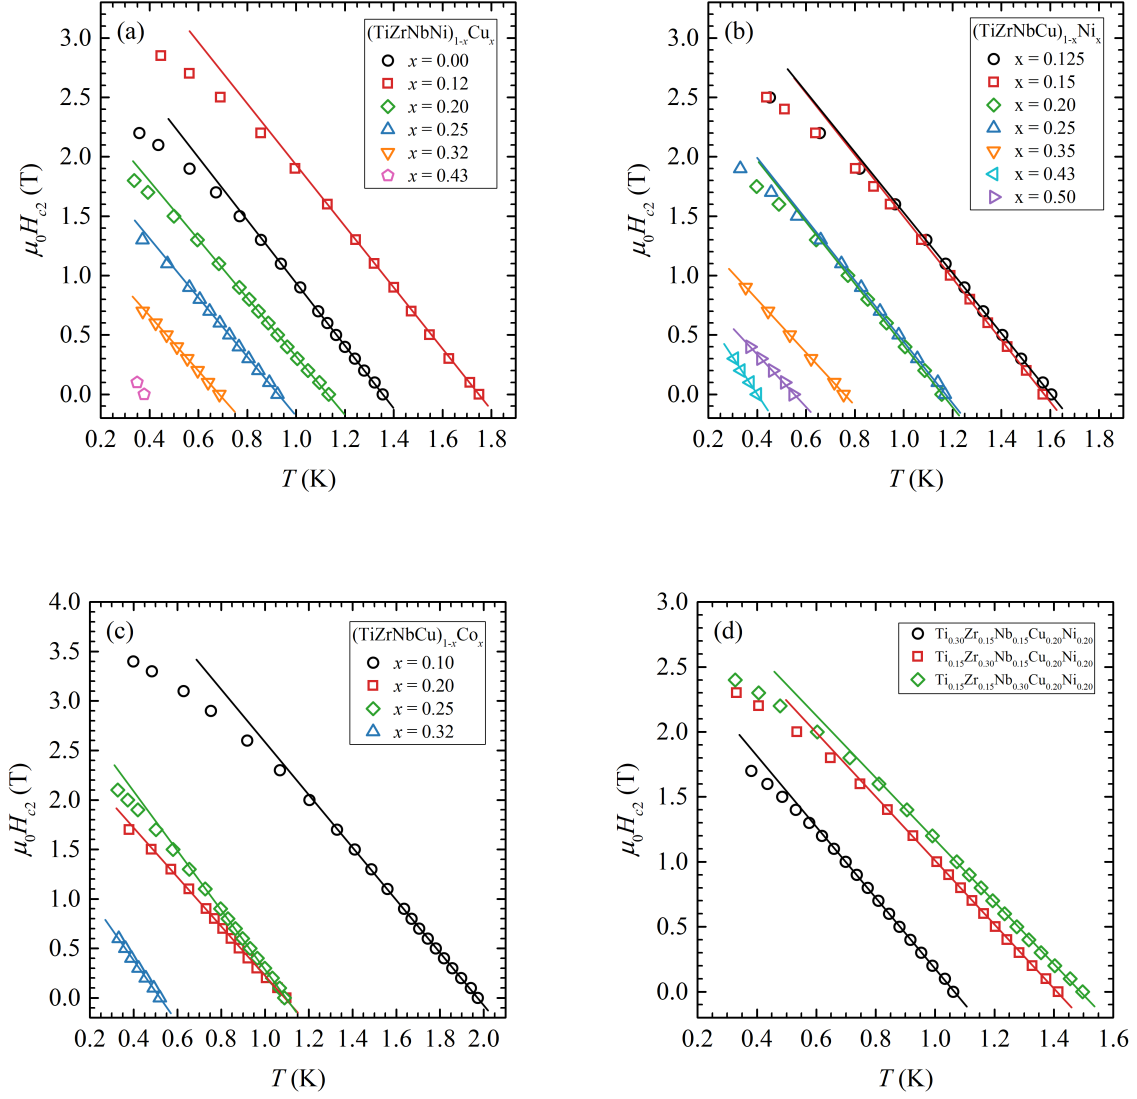 (a)
(TiZrNbNi)1-xCux
x = 0.00
x = 0.12
x = 0.20
x = 0.25
x = 0.32
x = 0.43
3.0
2.5
2.0
1.5
1.0
0.5
0.0
μ0Hc2 (T)
0.2 0.4 0.6 0.8 1.0 1.2 1.4 1.6 1.8
T (K)
(b)
(TiZrNbCu)1-xNix
x = 0.125
x = 0.15
x = 0.20
x = 0.25
x = 0.35
x = 0.43
x = 0.50
3.0
2.5
2.0
1.5
1.0
0.5
0.0
μ0Hc2 (T)
0.2 0.4 0.6 0.8 1.0 1.2 1.4 1.6 1.8
T (K)
(c)
(TiZrNbCu)1-xCox
x = 0.10
x = 0.20
x = 0.25
x = 0.32
4.0
3.5
3.0
2.5
2.0
1.5
1.0
0.5
0.0
μ0Hc2 (T)
0.2 0.4 0.6 0.8 1.0 1.2 1.4 1.6 1.8 2.0
T (K)
(d)
Ti0.30Zr0.15Nb0.15Cu0.20Ni0.20
Ti0.15Zr0.30Nb0.15Cu0.20Ni0.20
Ti0.15Zr0.15Nb0.30Cu0.20Ni0.20
3.0
2.5
2.0
1.5
1.0
0.5
0.0
μ0Hc2 (T)
0.2 0.4 0.6 0.8 1.0 1.2 1.4 1.6
T (K)